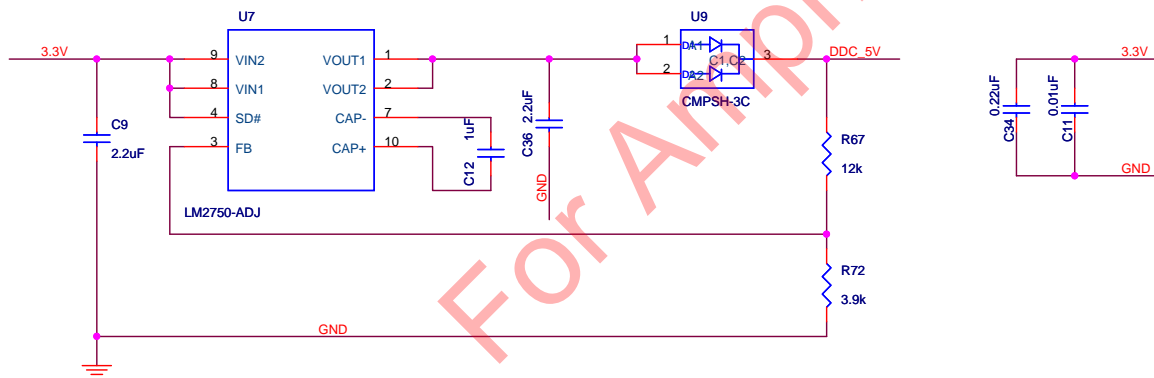 U7
U9
3.3V
9
VIN2
VOUT1
1
1
DA1
C1,C2
3
DDC_5V
3.3V
8
VIN1
VOUT2
2
2
A2
CMPSH-3C
4
SD#
CAP-
7
1uF
C12
C36 2.2uF
GND
3
FB
CAP+
10
C9
2.2uF
R67
12k
C34
0.22uF
C11
0.01uF
GND
LM2750-ADJ
R72
3.9k
GND
For Amph